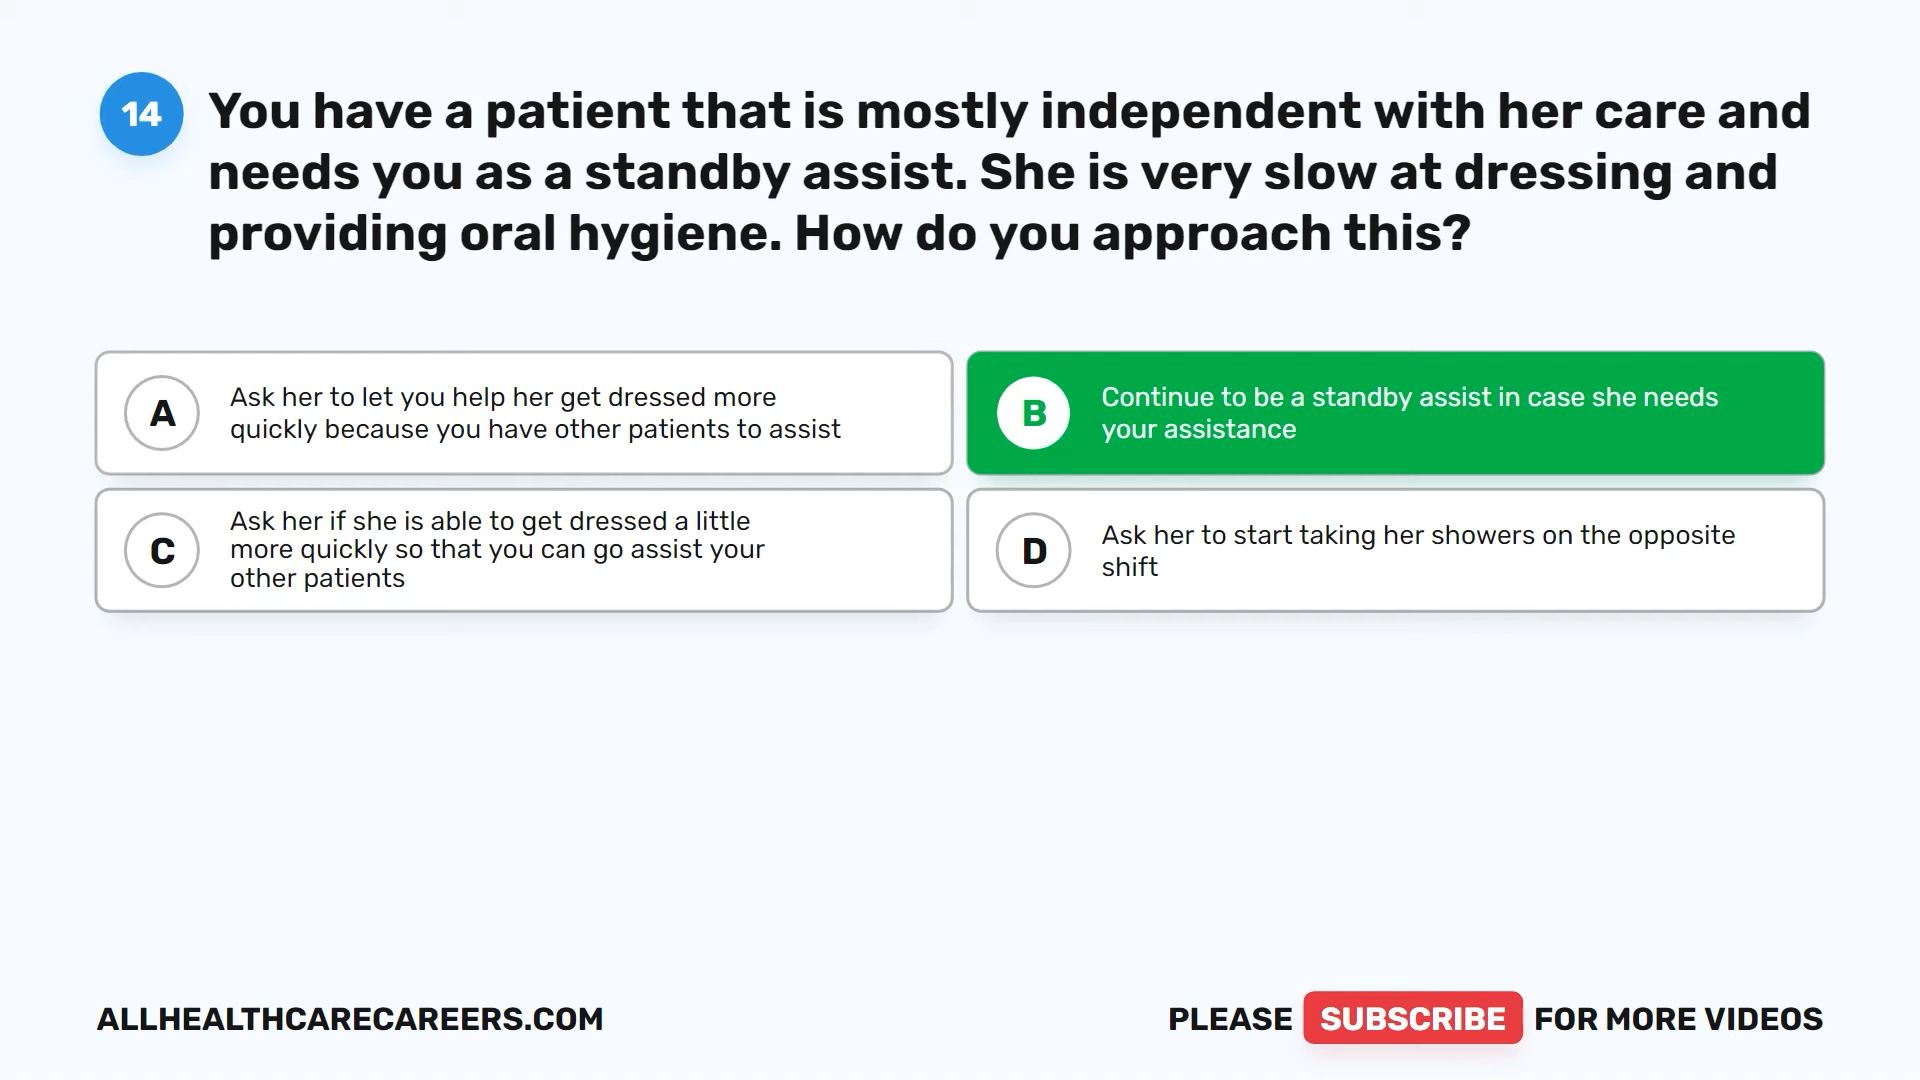 14
You have a patient that is mostly independent with her care and
needs you as a standby assist. She is very slow at dressing and
providing oral hygiene. How do you approach this?
A
Ask her to let you help her get dressed more
quickly because you have other patients to assist
B
Continue to be a standby assist in case she needs
your assistance
C
Ask her if she is able to get dressed a little
more quickly so that you can go assist your
other patients
D
Ask her to start taking her showers on the opposite
shift
ALLHEALTHCARECAREERS.COM
PLEASE SUBSCRIBE FOR MORE VIDEOS